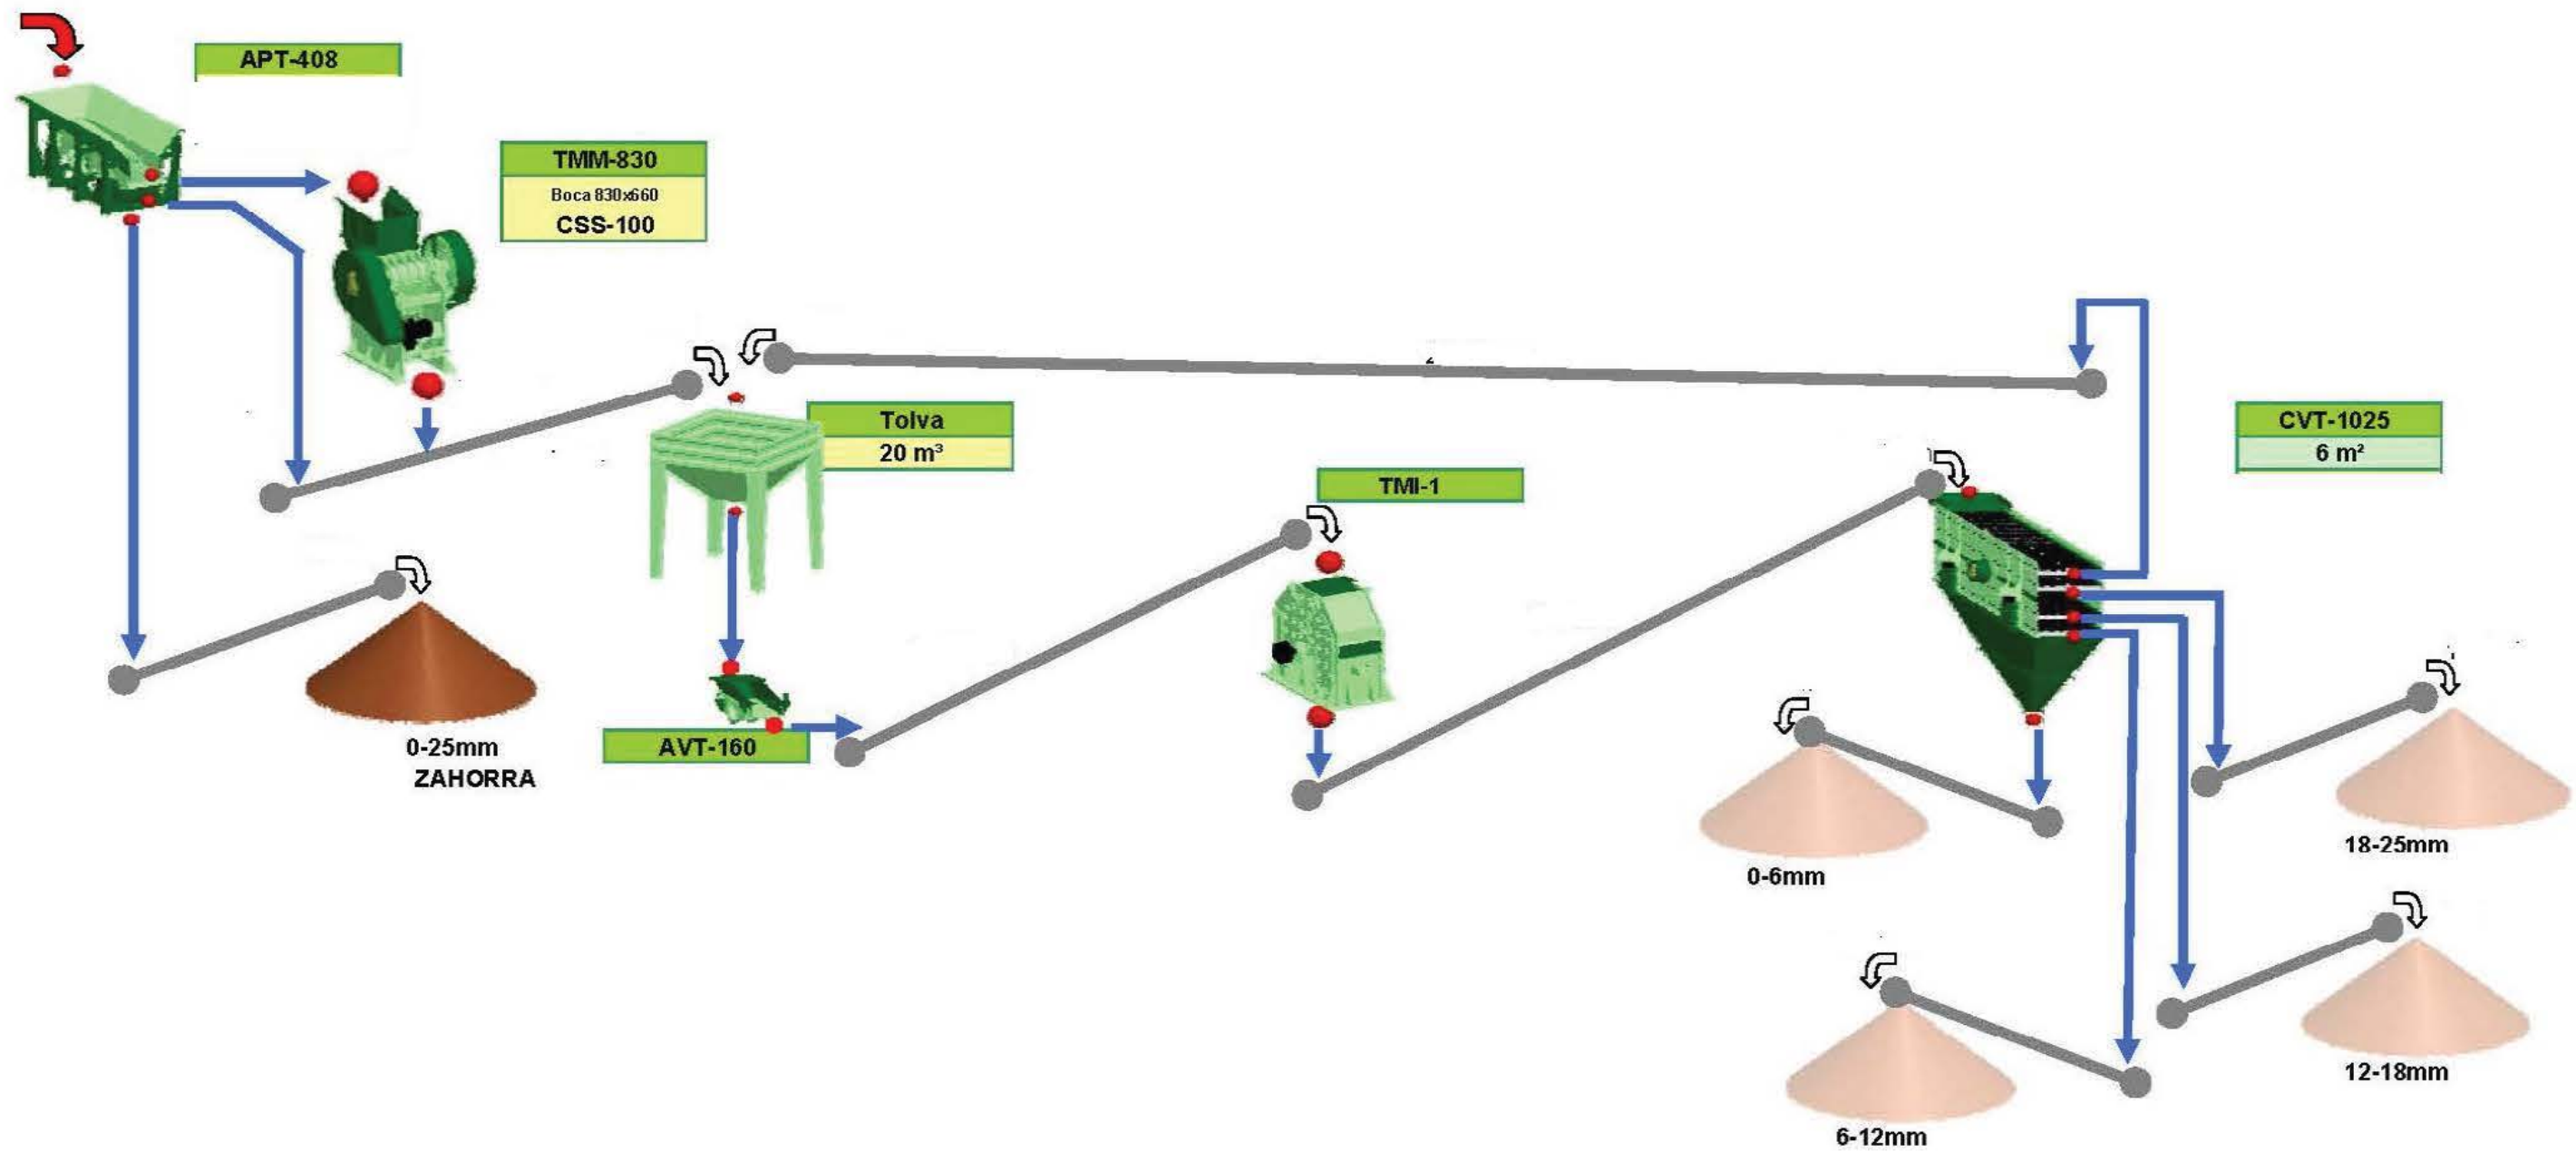 APT-408
TMM-830
Boca 830x660
CSS-100
Tolva
20 m³
CVT-1025
6 m²
TMI-1
AVT-160
0-25mm
ZAHORRA
18-25mm
0-6mm
12-18mm
6-12mm